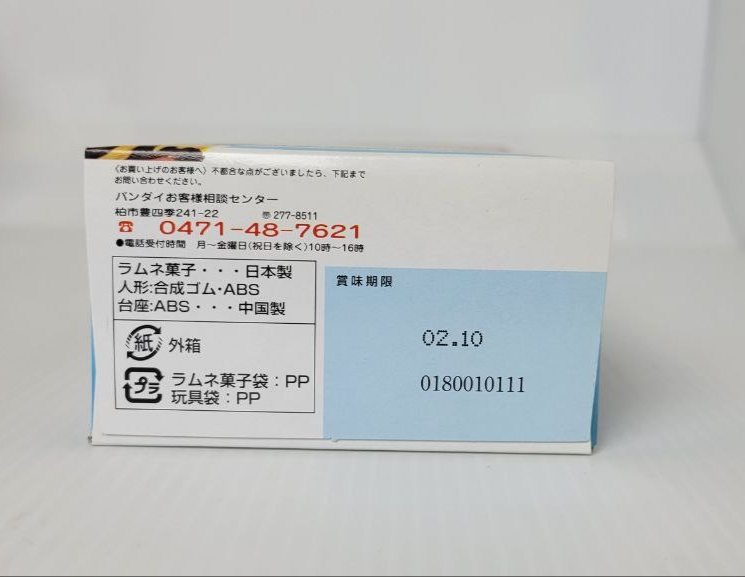 〈お買い上げのお客様へ〉不都合な点がございましたら、下記まで
お問い合わせください。
バンダイお客様相談センター
柏市豊四季241-22 〠277-8511
☎ 0471-48-7621
●電話受付時間 月〜金曜日(祝日を除く)10時〜16時
ラムネ菓子・・・日本製
人形:合成ゴム・ABS
台座:ABS・・・中国製
紙 外箱
プラ ラムネ菓子袋:PP
玩具袋:PP
賞味期限
02.10
0180010111